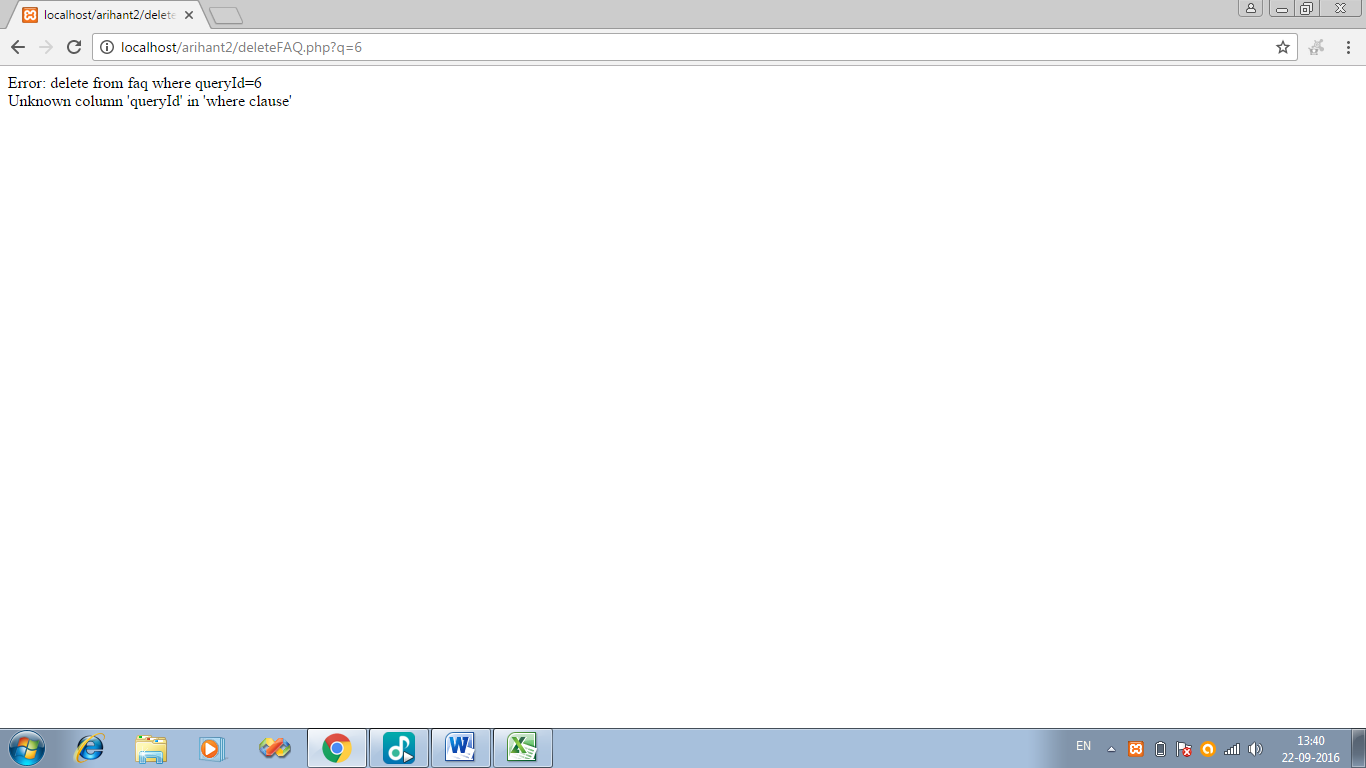 localhost/arihant2/delete
localhost/arihant2/deleteFAQ.php?q=6
Error: delete from faq where queryId=6
Unknown column 'queryId' in 'where clause'
EN
13:40
22-09-2016